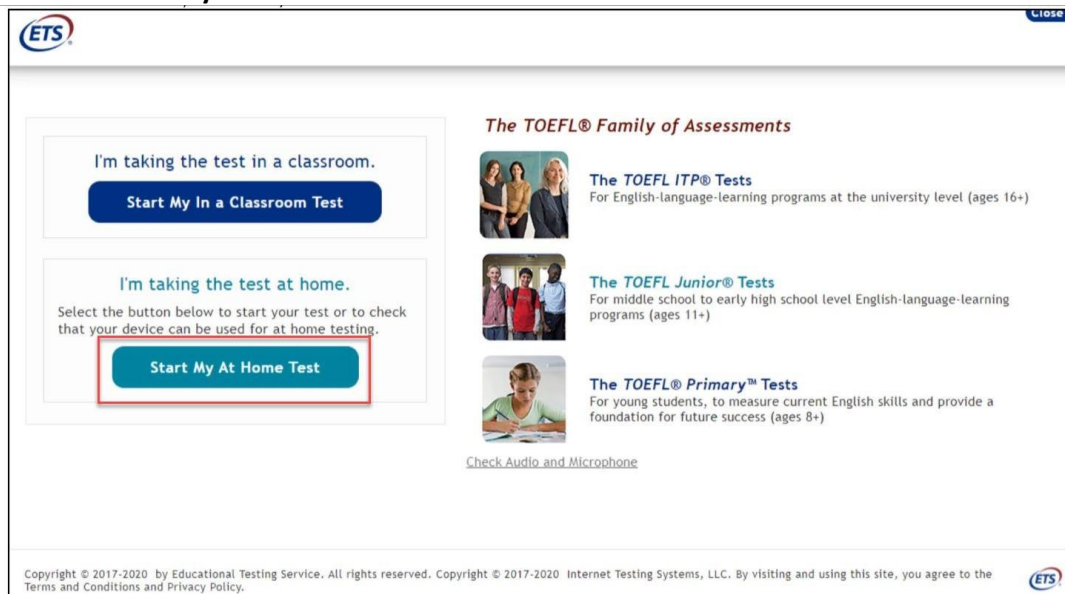 Close
ETS
I'm taking the test in a classroom.
Start My In a Classroom Test
I'm taking the test at home.
Select the button below to start your test or to check
that your device can be used for at home testing.
Start My At Home Test
The TOEFL® Family of Assessments
The TOEFL ITP® Tests
For English-language-learning programs at the university level (ages 16+)
The TOEFL Junior® Tests
For middle school to early high school level English-language-learning
programs (ages 11+)
The TOEFL® Primary™ Tests
For young students, to measure current English skills and provide a
foundation for future success (ages 8+)
Check Audio and Microphone
Copyright © 2017-2020 by Educational Testing Service. All rights reserved. Copyright © 2017-2020 Internet Testing Systems, LLC. By visiting and using this site, you agree to the
Terms and Conditions and Privacy Policy.
ETS